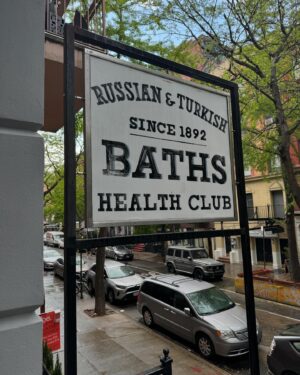 RUSSIAN & TURKISH
SINCE 1892
BATHS
HEALTH CLUB